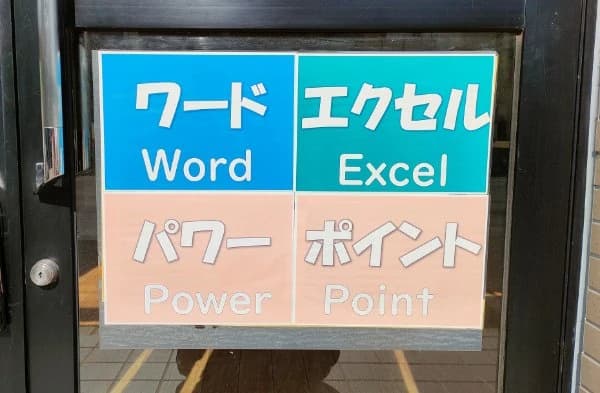 ワード
Word
エクセル
Excel
パワー
Power
ポイント
Point